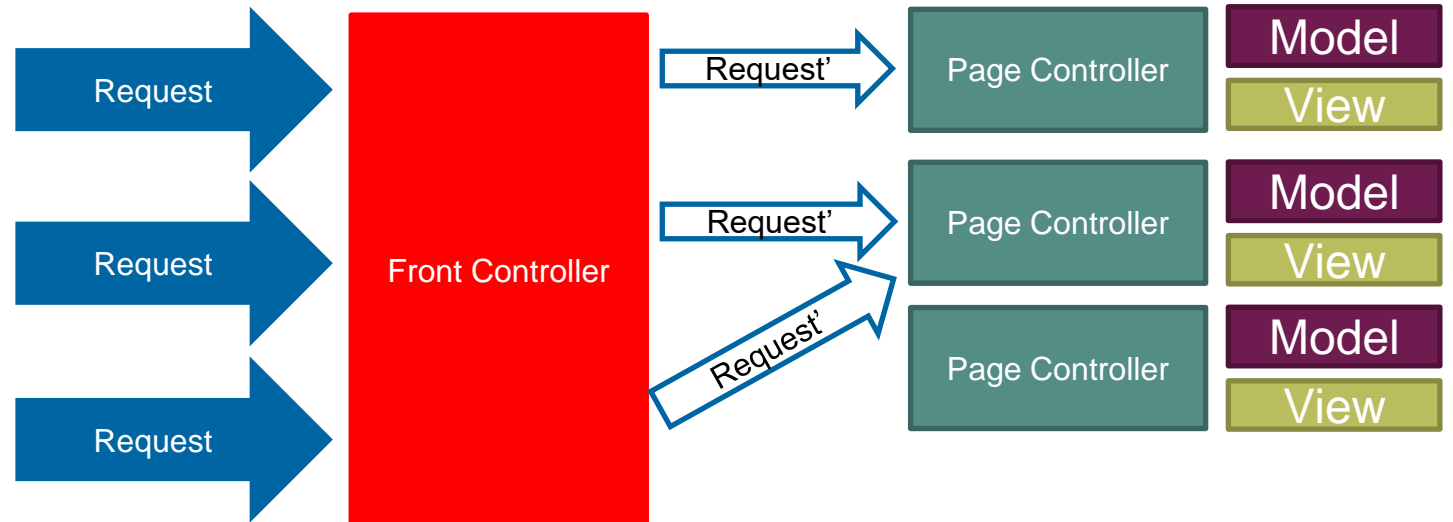 Request
Request’
Page Controller
Model
View
Request
Front Controller
Request’
Page Controller
Model
View
Request
Request’
Page Controller
Model
View